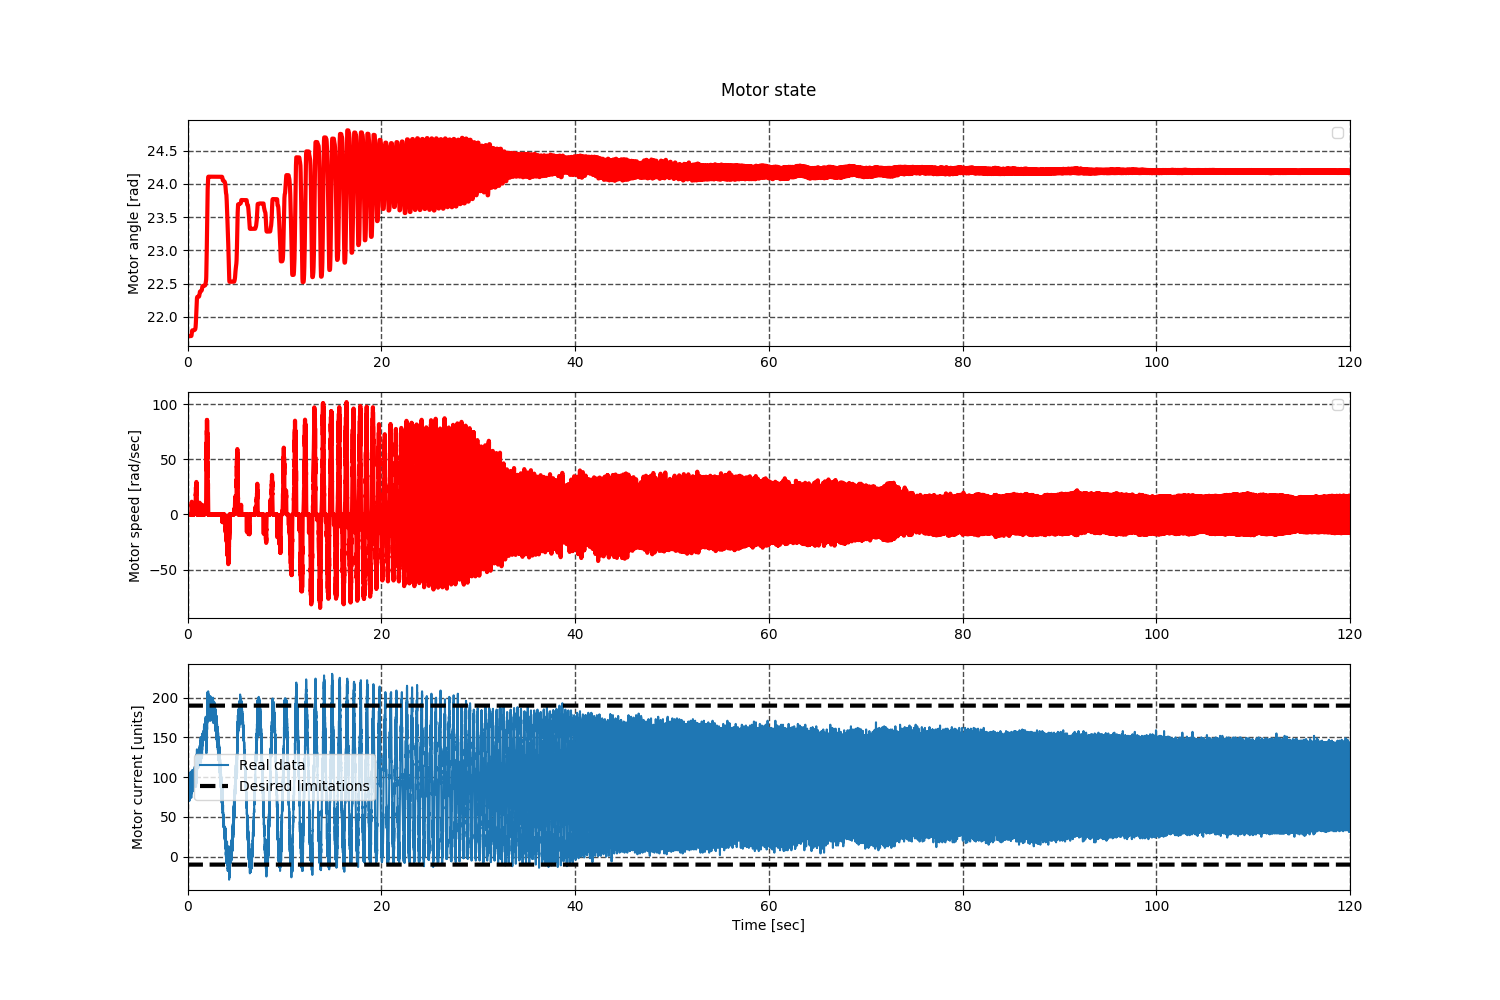 Motor state
Motor angle [rad]
24.5
24.0
23.5
23.0
22.5
22.0
0 20 40 60 80 100 120
Motor speed [rad/sec]
100
50
0
−50
0 20 40 60 80 100 120
Motor current [units]
200
150
100
50
0
Real data
Desired limitations
0 20 40 60 80 100 120
Time [sec]